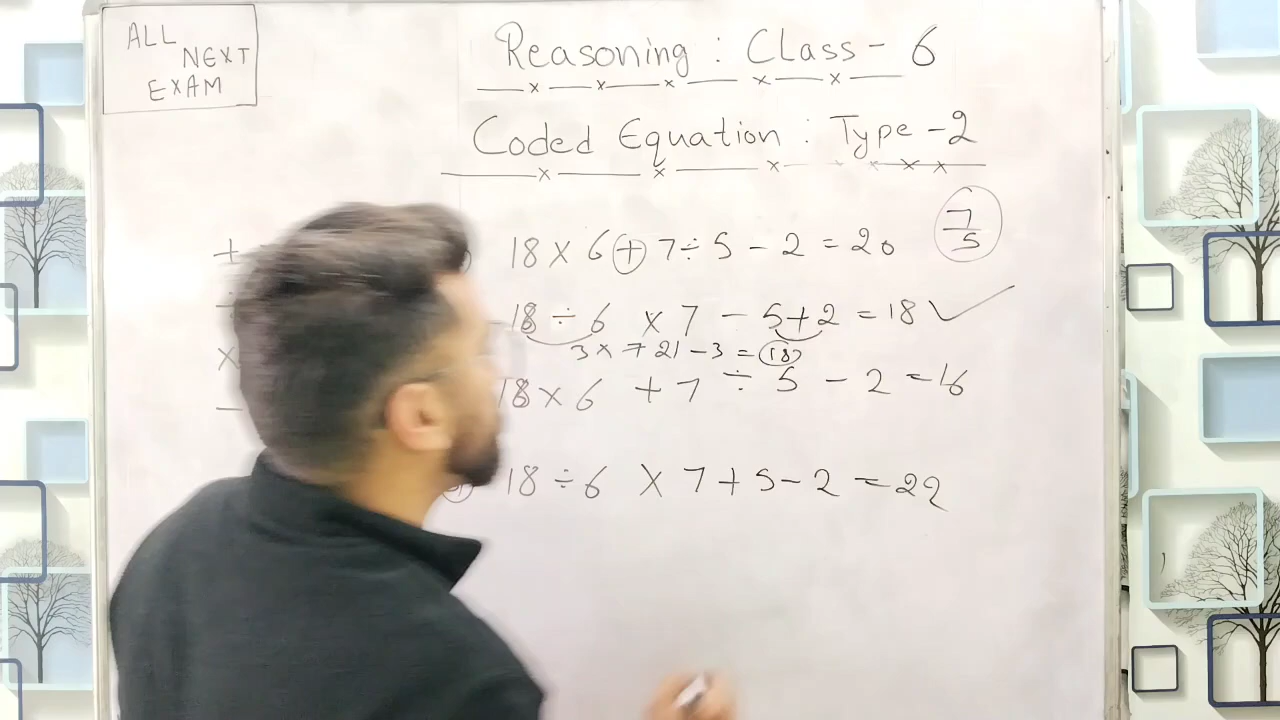 ALL
NEXT
EXAM
Reasoning : Class - 6
Coded Equation : Type - 2
+
18 × 6 + 7 ÷ 5 - 2 = 20
7/5
18 ÷ 6 × 7 - 5 + 2 = 18 ✓
×
3 × 7 21 - 3 = 18
18 × 6 + 7 ÷ 5 - 2 = 16
-
18 ÷ 6 × 7 + 5 - 2 = 22